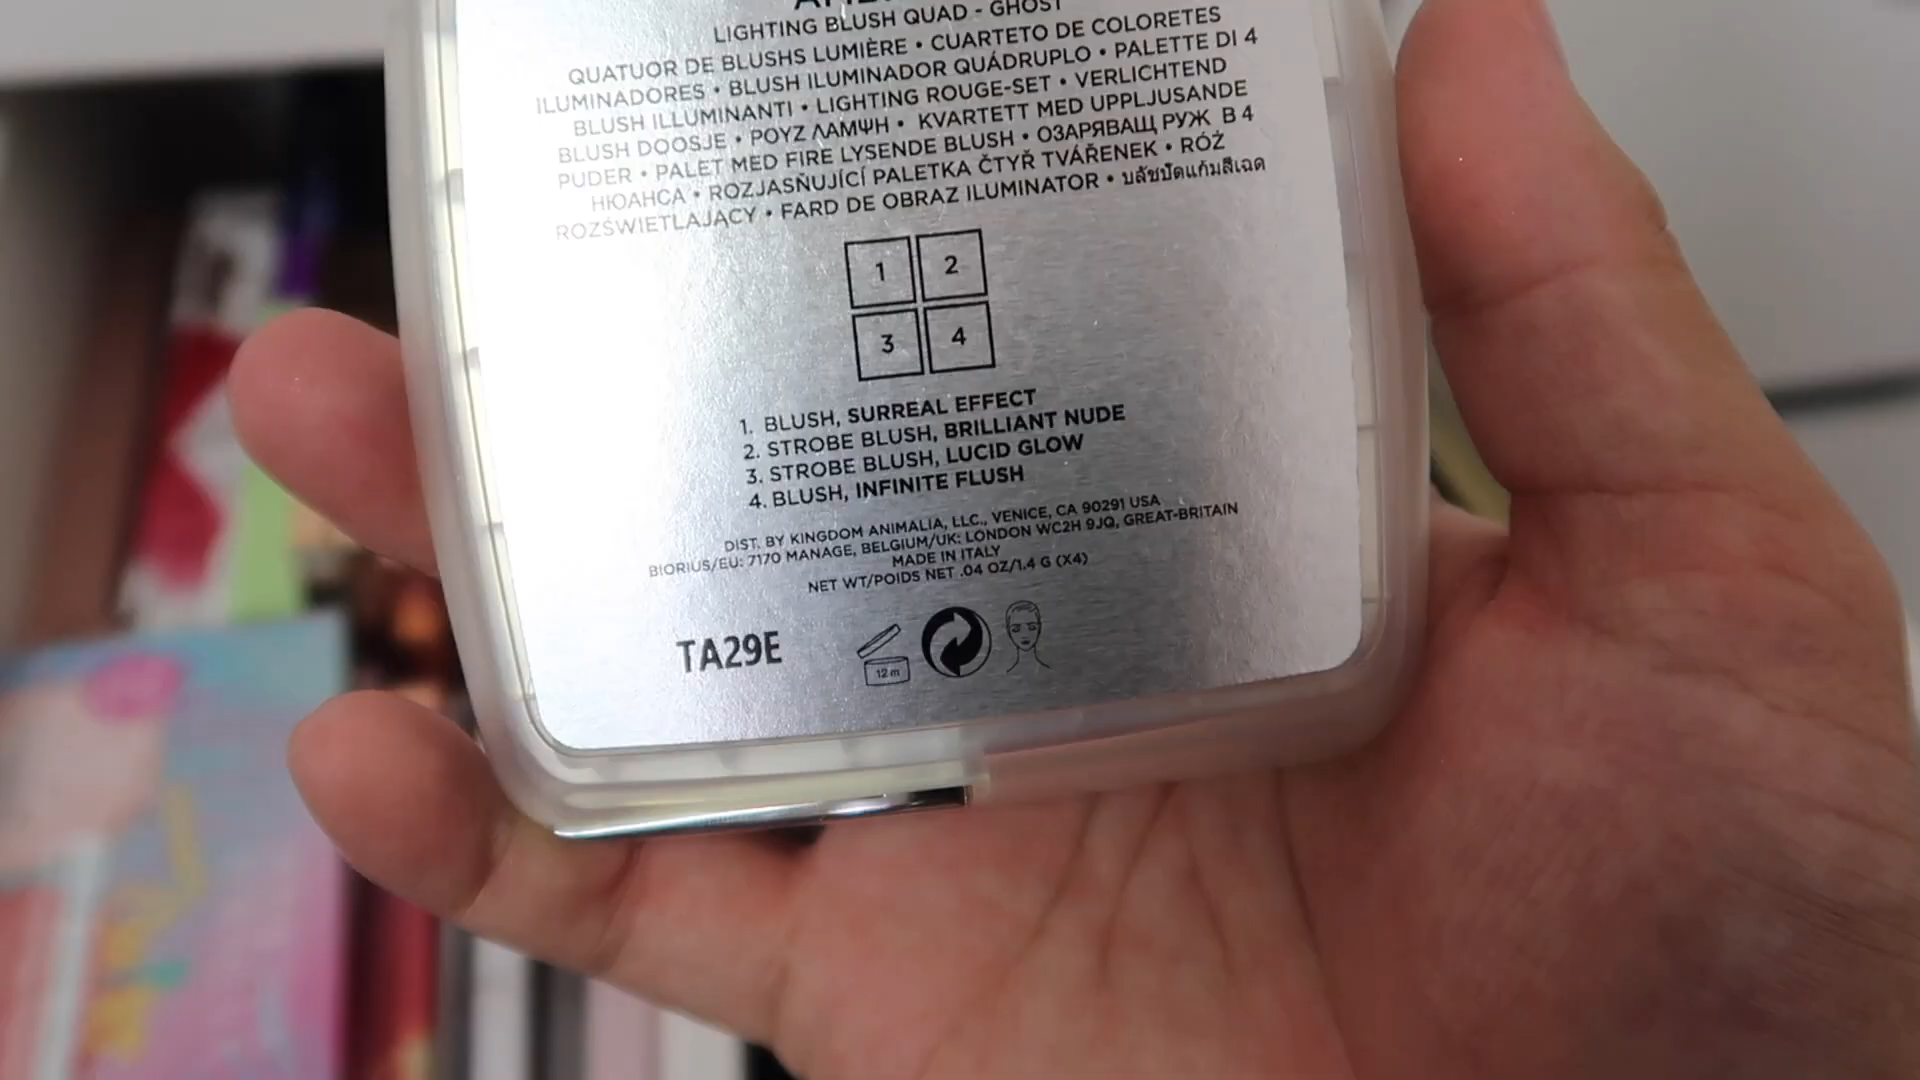 LIGHTING BLUSH QUAD - GHOST
QUATUOR DE BLUSHS LUMIÈRE • CUARTETO DE COLORETES
ILUMINADORES • BLUSH ILUMINADOR QUÁDRUPLO • PALETTE DI 4
BLUSH ILLUMINANTI • LIGHTING ROUGE-SET • VERLICHTEND
BLUSH DOOSJE • ΡΟΥΖ ΛΑΜΨΗ • KVARTETT MED UPPLJUSANDE
PUDER • PALET MED FIRE LYSENDE BLUSH • ОЗАРЯВАЩ РУЖ В 4
НЮАНСА • ROZJASŇUJÍCÍ PALETKA ČTYŘ TVÁŘENEK • RÓŻ
ROZŚWIETLAJĄCY • FARD DE OBRAZ ILUMINATOR • บลัชปัดแก้มสี่เฉด
1 2
3 4
1. BLUSH, SURREAL EFFECT
2. STROBE BLUSH, BRILLIANT NUDE
3. STROBE BLUSH, LUCID GLOW
4. BLUSH, INFINITE FLUSH
DIST. BY KINGDOM ANIMALIA, LLC., VENICE, CA 90291 USA
BIORIUS/EU: 7170 MANAGE, BELGIUM/UK: LONDON WC2H 9JQ, GREAT-BRITAIN
MADE IN ITALY
NET WT/POIDS NET .04 OZ/1.4 G (X4)
TA29E
12 m